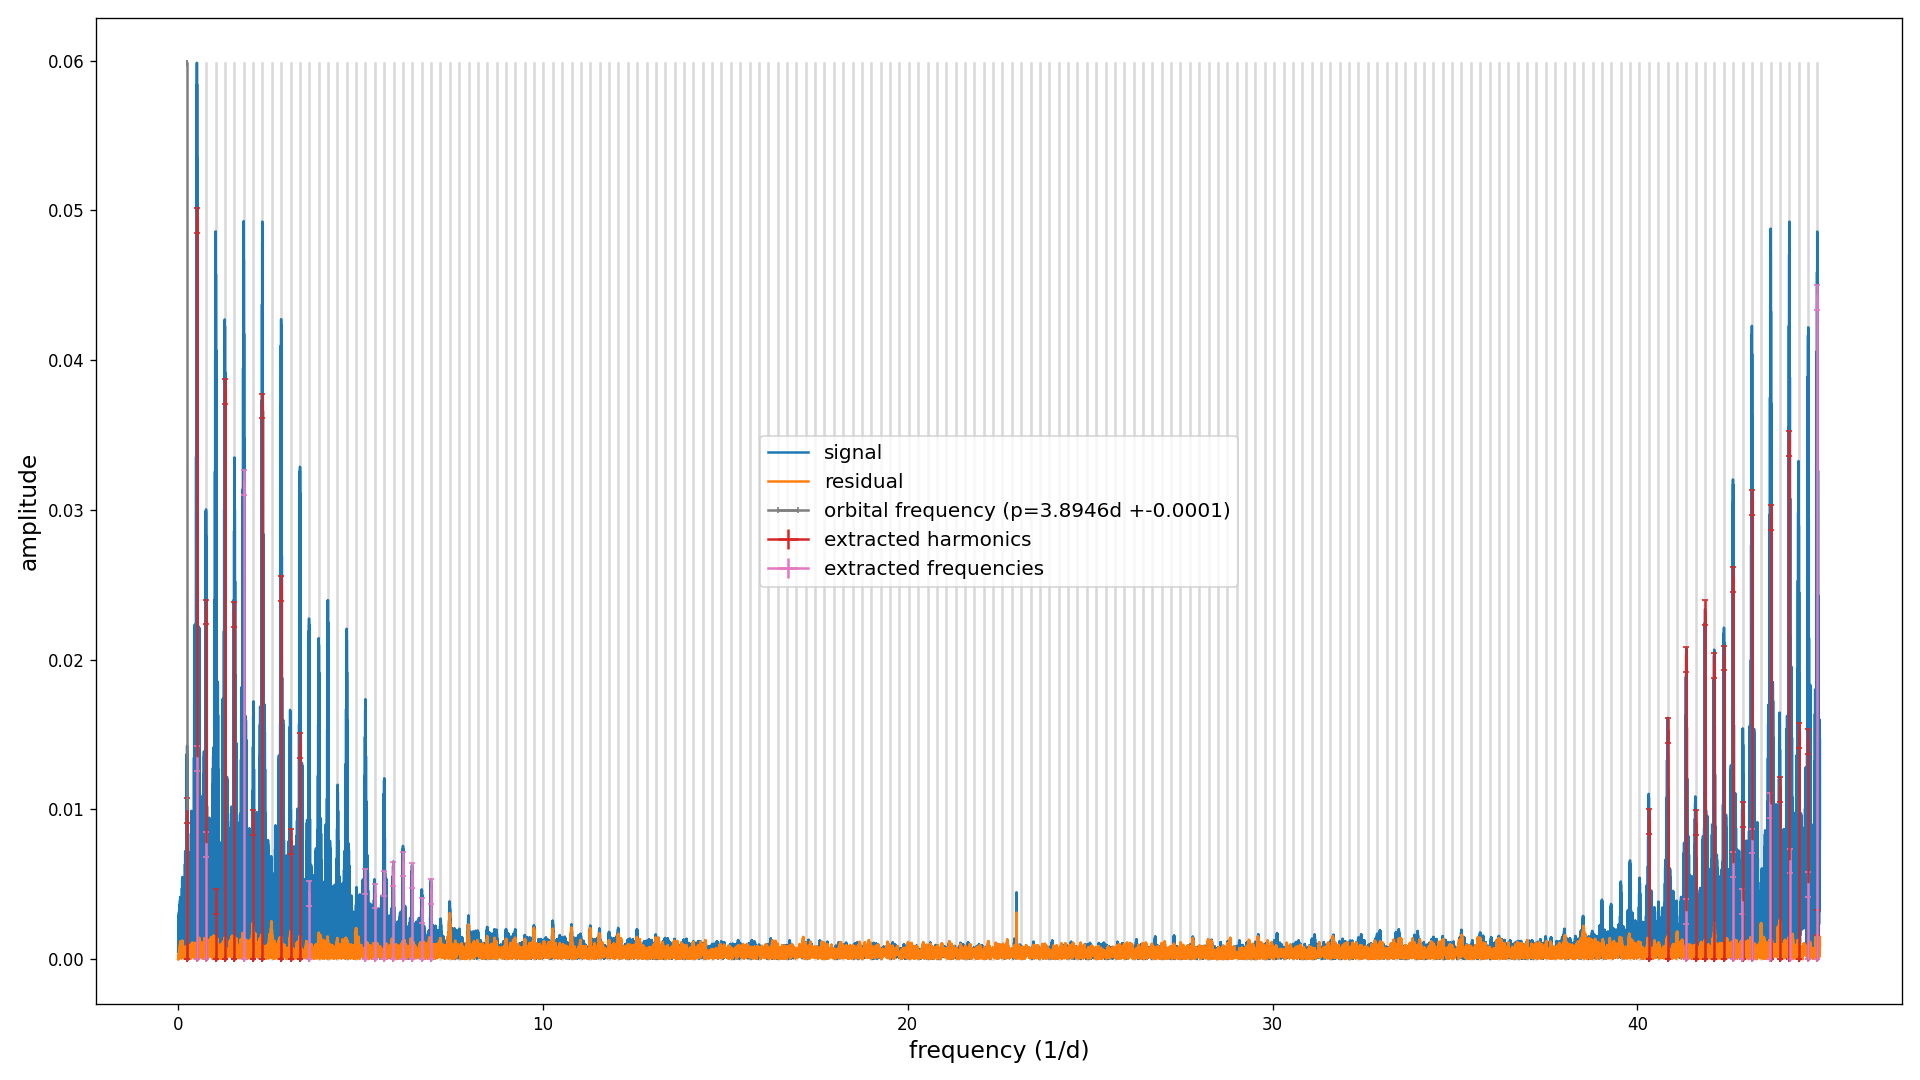 0.06
0.05
0.04
0.03
0.02
0.01
0.00
amplitude
signal
residual
orbital frequency (p=3.8946d +-0.0001)
extracted harmonics
extracted frequencies
0
10
20
30
40
frequency (1/d)